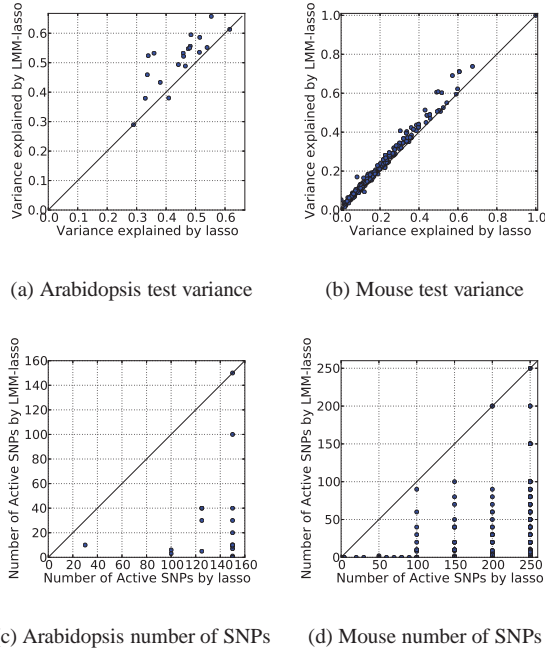 0.6
0.5
0.4
0.3
0.2
0.1
0.0
0.0 0.1 0.2 0.3 0.4 0.5 0.6
Variance explained by LMM-lasso
Variance explained by lasso
(a) Arabidopsis test variance
1.0
0.8
0.6
0.4
0.2
0.0
0.0 0.2 0.4 0.6 0.8 1.0
Variance explained by LMM-lasso
Variance explained by lasso
(b) Mouse test variance
160
140
120
100
80
60
40
20
0
0 20 40 60 80 100 120 140 160
Number of Active SNPs by LMM-lasso
Number of Active SNPs by lasso
c) Arabidopsis number of SNPs
250
200
150
100
50
0
0 50 100 150 200 250
Number of Active SNPs by LMM-lasso
Number of Active SNPs by lasso
(d) Mouse number of SNPs